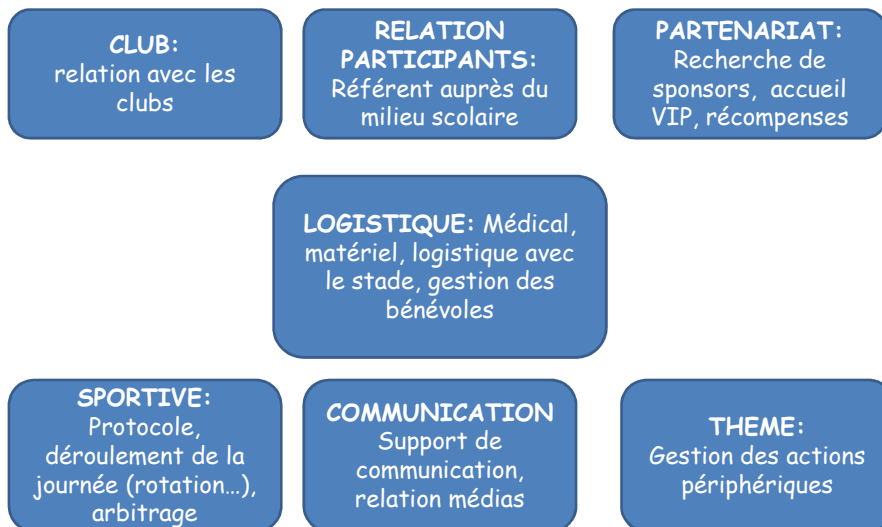 CLUB:
relation avec les
clubs
RELATION
PARTICIPANTS:
Référent auprès du
milieu scolaire
PARTENARIAT:
Recherche de
sponsors, accueil
VIP, récompenses
LOGISTIQUE: Médical,
matériel, logistique avec
le stade, gestion des
bénévoles
SPORTIVE:
Protocole,
déroulement de la
journée (rotation…),
arbitrage
COMMUNICATION
Support de
communication,
relation médias
THEME:
Gestion des actions
périphériques